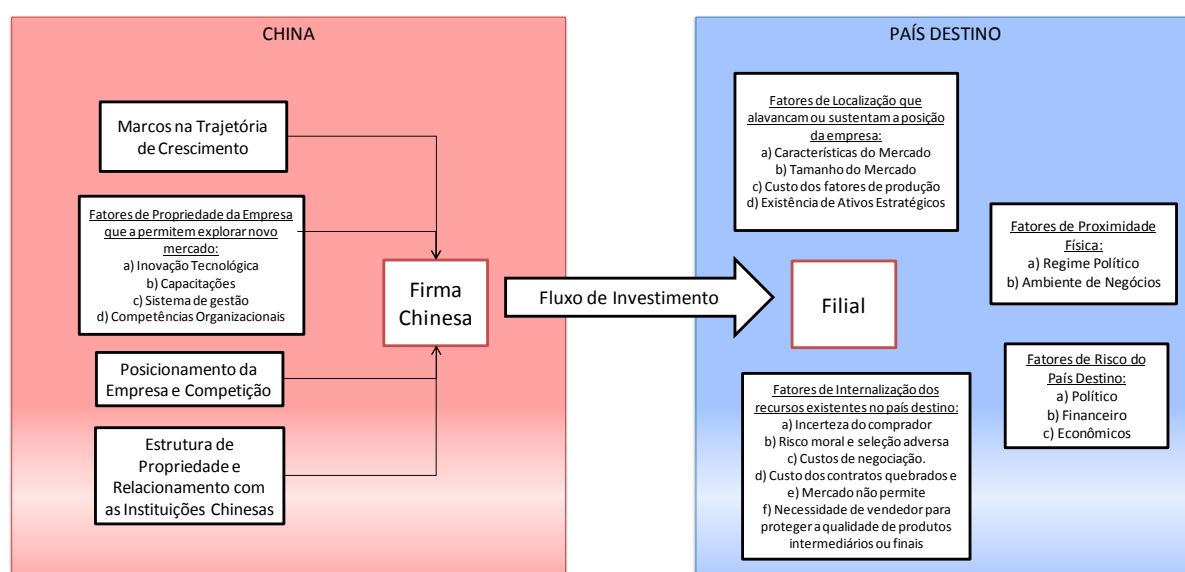 CHINA
Marcos na Trajetória
de Crescimento
Fatores de Propriedade da Empresa
que a permitem explorar novo
mercado:
a) Inovação Tecnológica
b) Capacitações
c) Sistema de gestão
d) Competências Organizacionais
Posicionamento da
Empresa e Competição
Estrutura de
Propriedade e
Relacionamento com
as Instituições Chinesas
Firma
Chinesa
Fluxo de Investimento
PAÍS DESTINO
Fatores de Localização que
alavancam ou sustentam a posição
da empresa:
a) Características do Mercado
b) Tamanho do Mercado
c) Custo dos fatores de produção
d) Existência de Ativos Estratégicos
Filial
Fatores de Internalização dos
recursos existentes no país destino:
a) Incerteza do comprador
b) Risco moral e seleção adversa
c) Custos de negociação.
d) Custo dos contratos quebrados e
e) Mercado não permite
f) Necessidade de vendedor para
proteger a qualidade de produtos
intermediários ou finais
Fatores de Proximidade
Física:
a) Regime Político
b) Ambiente de Negócios
Fatores de Risco do
País Destino:
a) Político
b) Financeiro
c) Econômicos